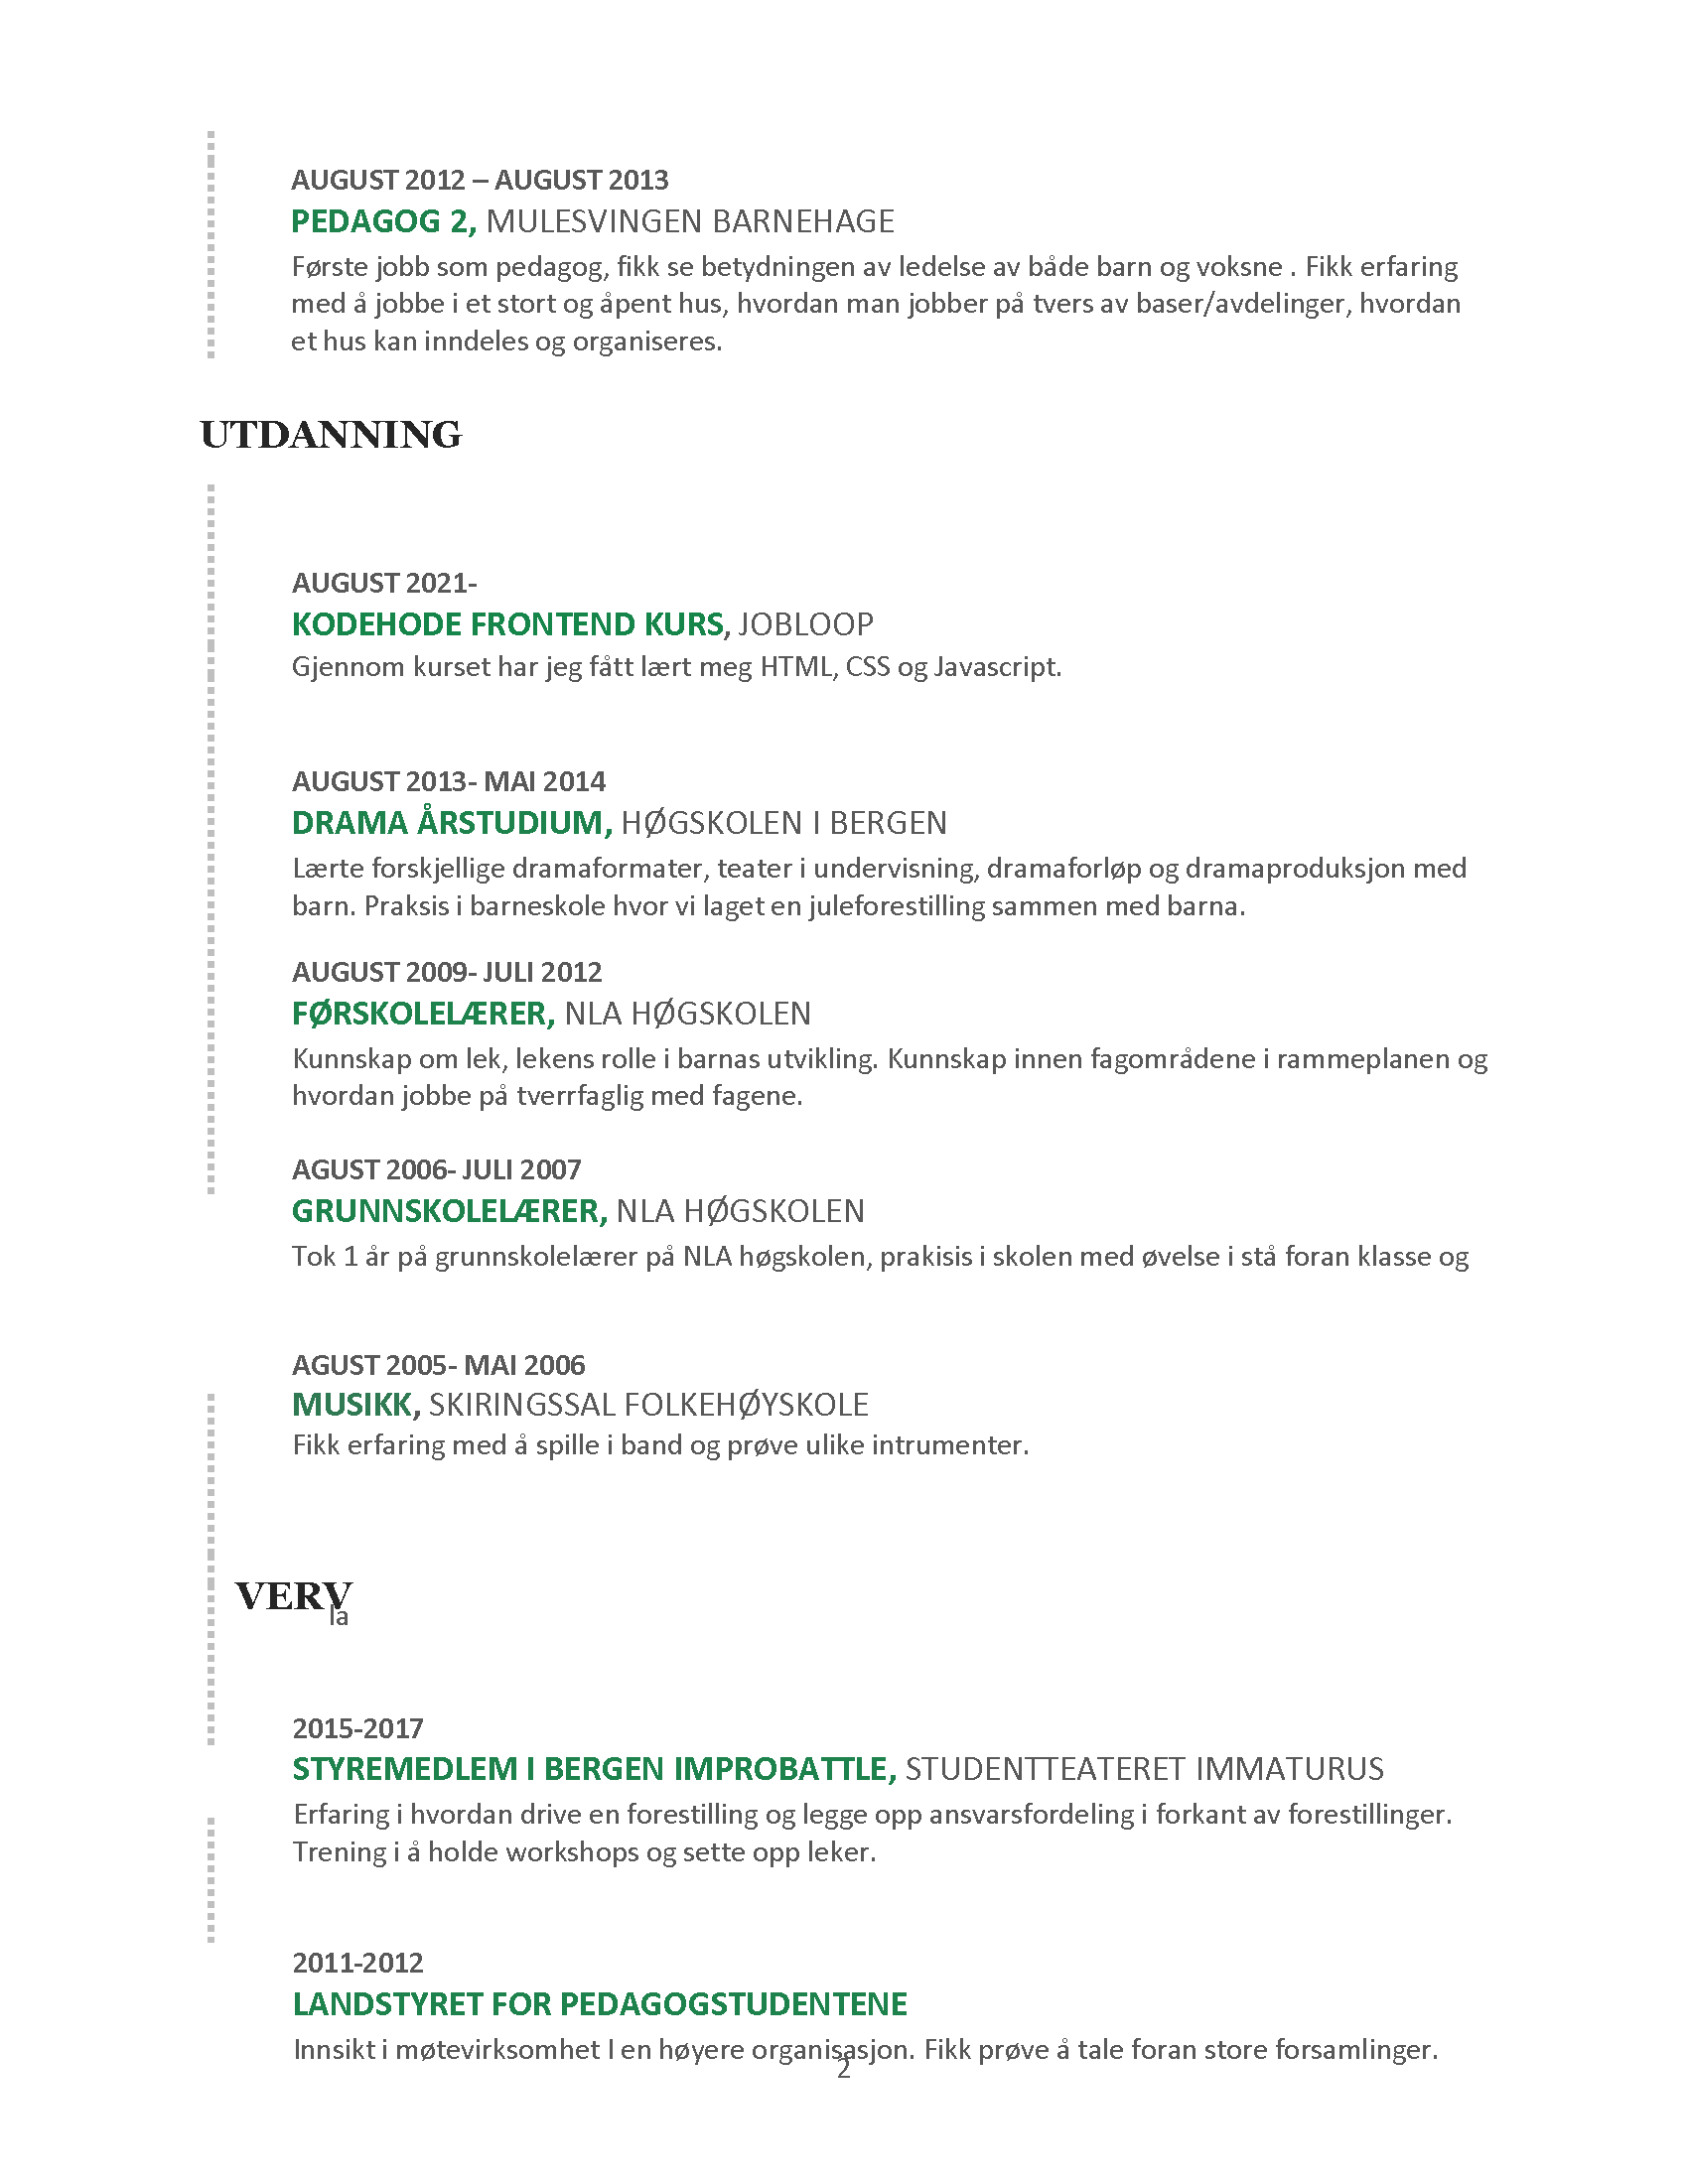 AUGUST 2012 – AUGUST 2013
PEDAGOG 2, MULESVINGEN BARNEHAGE
Første jobb som pedagog, fikk se betydningen av ledelse av både barn og voksne . Fikk erfaring
med å jobbe i et stort og åpent hus, hvordan man jobber på tvers av baser/avdelinger, hvordan
et hus kan inndeles og organiseres.
UTDANNING
AUGUST 2021-
KODEHODE FRONTEND KURS, JOBLOOP
Gjennom kurset har jeg fått lært meg HTML, CSS og Javascript.
AUGUST 2013- MAI 2014
DRAMA ÅRSTUDIUM, HØGSKOLEN I BERGEN
Lærte forskjellige dramaformater, teater i undervisning, dramaforløp og dramaproduksjon med
barn. Praksis i barneskole hvor vi laget en juleforestilling sammen med barna.
AUGUST 2009- JULI 2012
FØRSKOLELÆRER, NLA HØGSKOLEN
Kunnskap om lek, lekens rolle i barnas utvikling. Kunnskap innen fagområdene i rammeplanen og
hvordan jobbe på tverrfaglig med fagene.
AGUST 2006- JULI 2007
GRUNNSKOLELÆRER, NLA HØGSKOLEN
Tok 1 år på grunnskolelærer på NLA høgskolen, prakisis i skolen med øvelse i stå foran klasse og
AGUST 2005- MAI 2006
MUSIKK, SKIRINGSSAL FOLKEHØYSKOLE
Fikk erfaring med å spille i band og prøve ulike intrumenter.
VERV
la
2015-2017
STYREMEDLEM I BERGEN IMPROBATTLE, STUDENTTEATERET IMMATURUS
Erfaring i hvordan drive en forestilling og legge opp ansvarsfordeling i forkant av forestillinger.
Trening i å holde workshops og sette opp leker.
2011-2012
LANDSTYRET FOR PEDAGOGSTUDENTENE
Innsikt i møtevirksomhet I en høyere organisasjon. Fikk prøve å tale foran store forsamlinger.
2